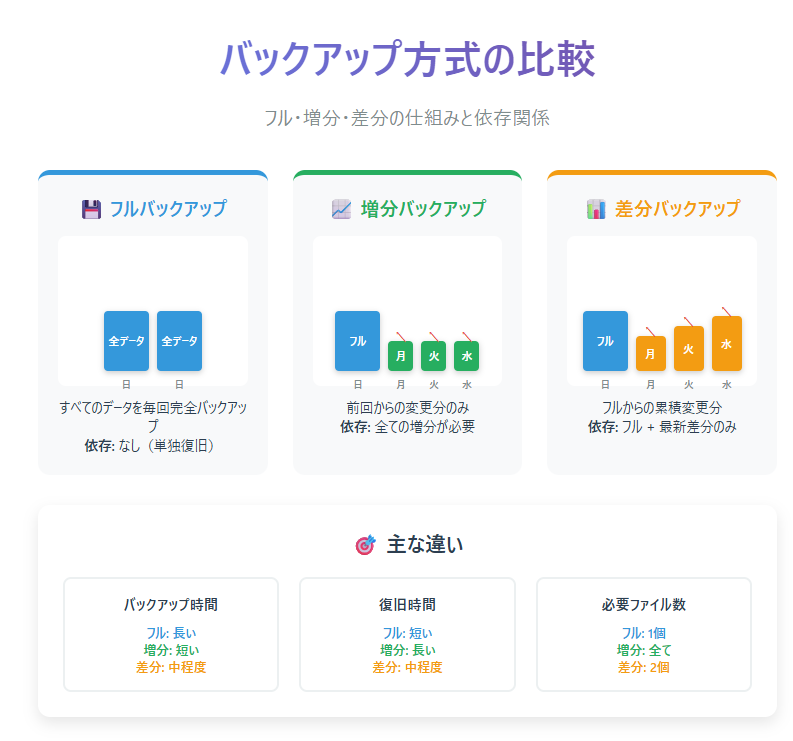 バックアップ方式の比較
フル・増分・差分の仕組みと依存関係
フルバックアップ
全データ 全データ
日 日
すべてのデータを毎回完全バックアッ
プ
依存: なし（単独復旧）
増分バックアップ
フル 月 火 水
日 月 火 水
前回からの変更分のみ
依存: 全ての増分が必要
差分バックアップ
フル 月 火 水
日 月 火 水
フルからの累積変更分
依存: フル + 最新差分のみ
主な違い
バックアップ時間
フル: 長い
増分: 短い
差分: 中程度
復旧時間
フル: 短い
増分: 長い
差分: 中程度
必要ファイル数
フル: 1個
増分: 全て
差分: 2個